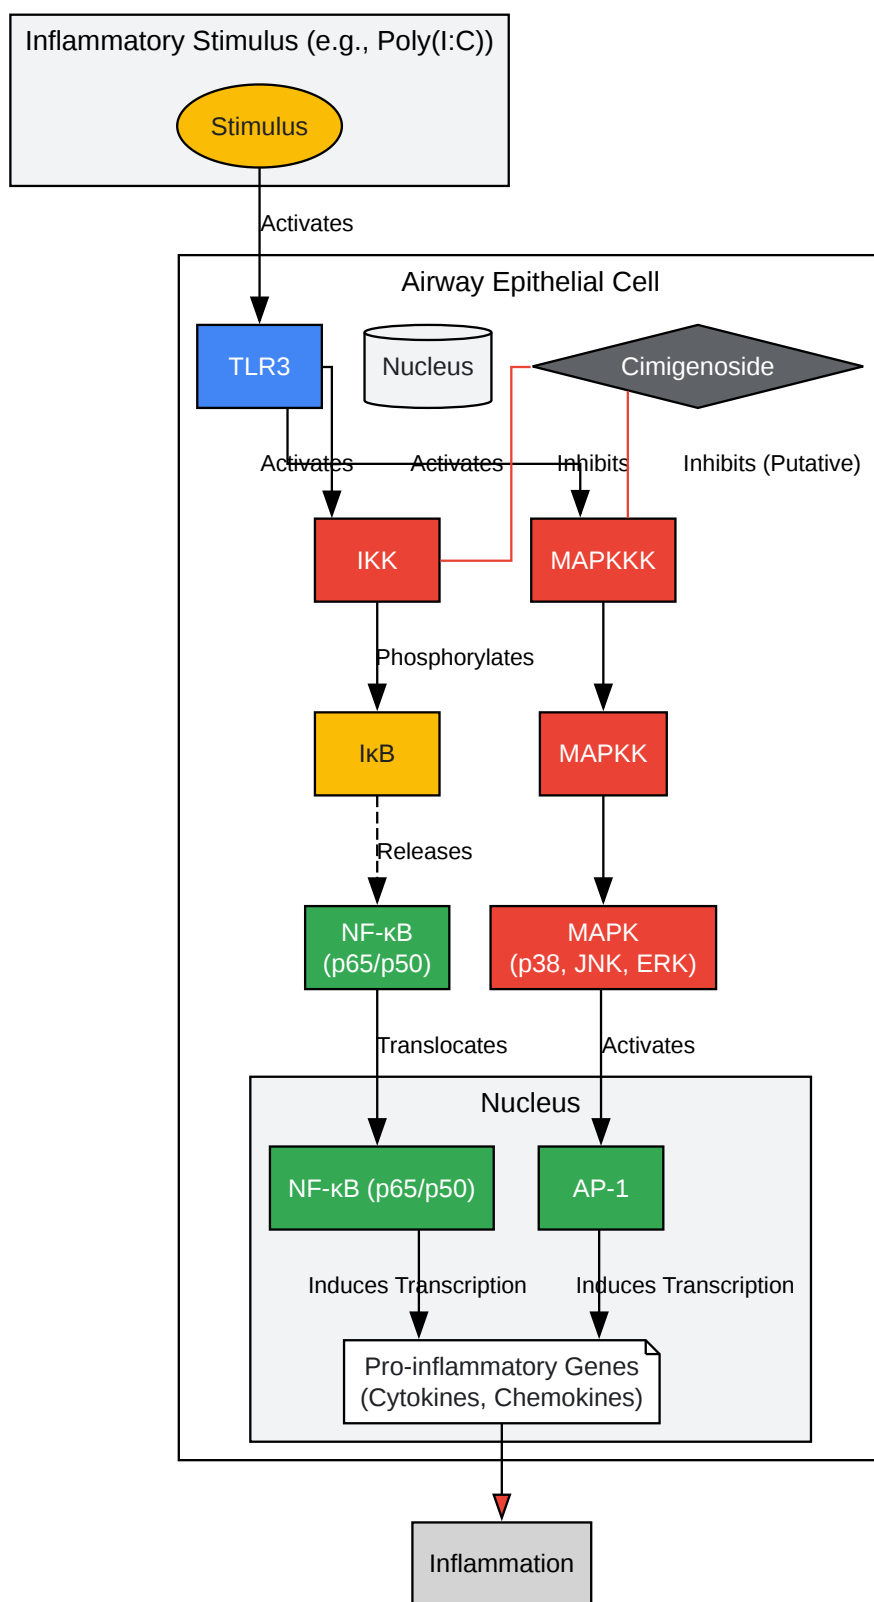 Inflammatory Stimulus (e.g., Poly(I:C))
Stimulus
Activates
Airway Epithelial Cell
TLR3
Nucleus
Cimigenoside
Activates
Activates
Inhibits
Inhibits (Putative)
IKK
MAPKKK
Phosphorylates
IκB
MAPKK
Releases
NF-κB
(p65/p50)
MAPK
(p38, JNK, ERK)
Translocates
Activates
Nucleus
NF-κB (p65/p50)
AP-1
Induces Transcription
Induces Transcription
Pro-inflammatory Genes
(Cytokines, Chemokines)
Inflammation